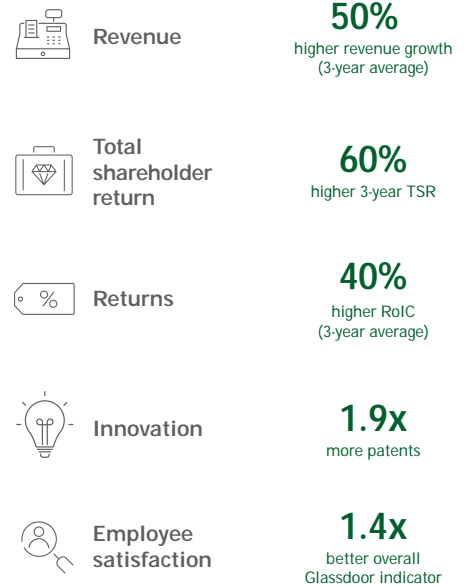 Revenue
50%
higher revenue growth
(3-year average)
Total
shareholder
return
60%
higher 3-year TSR
%
Returns
40%
higher RoIC
(3-year average)
Innovation
1.9x
more patents
Employee
satisfaction
1.4x
better overall
Glassdoor indicator